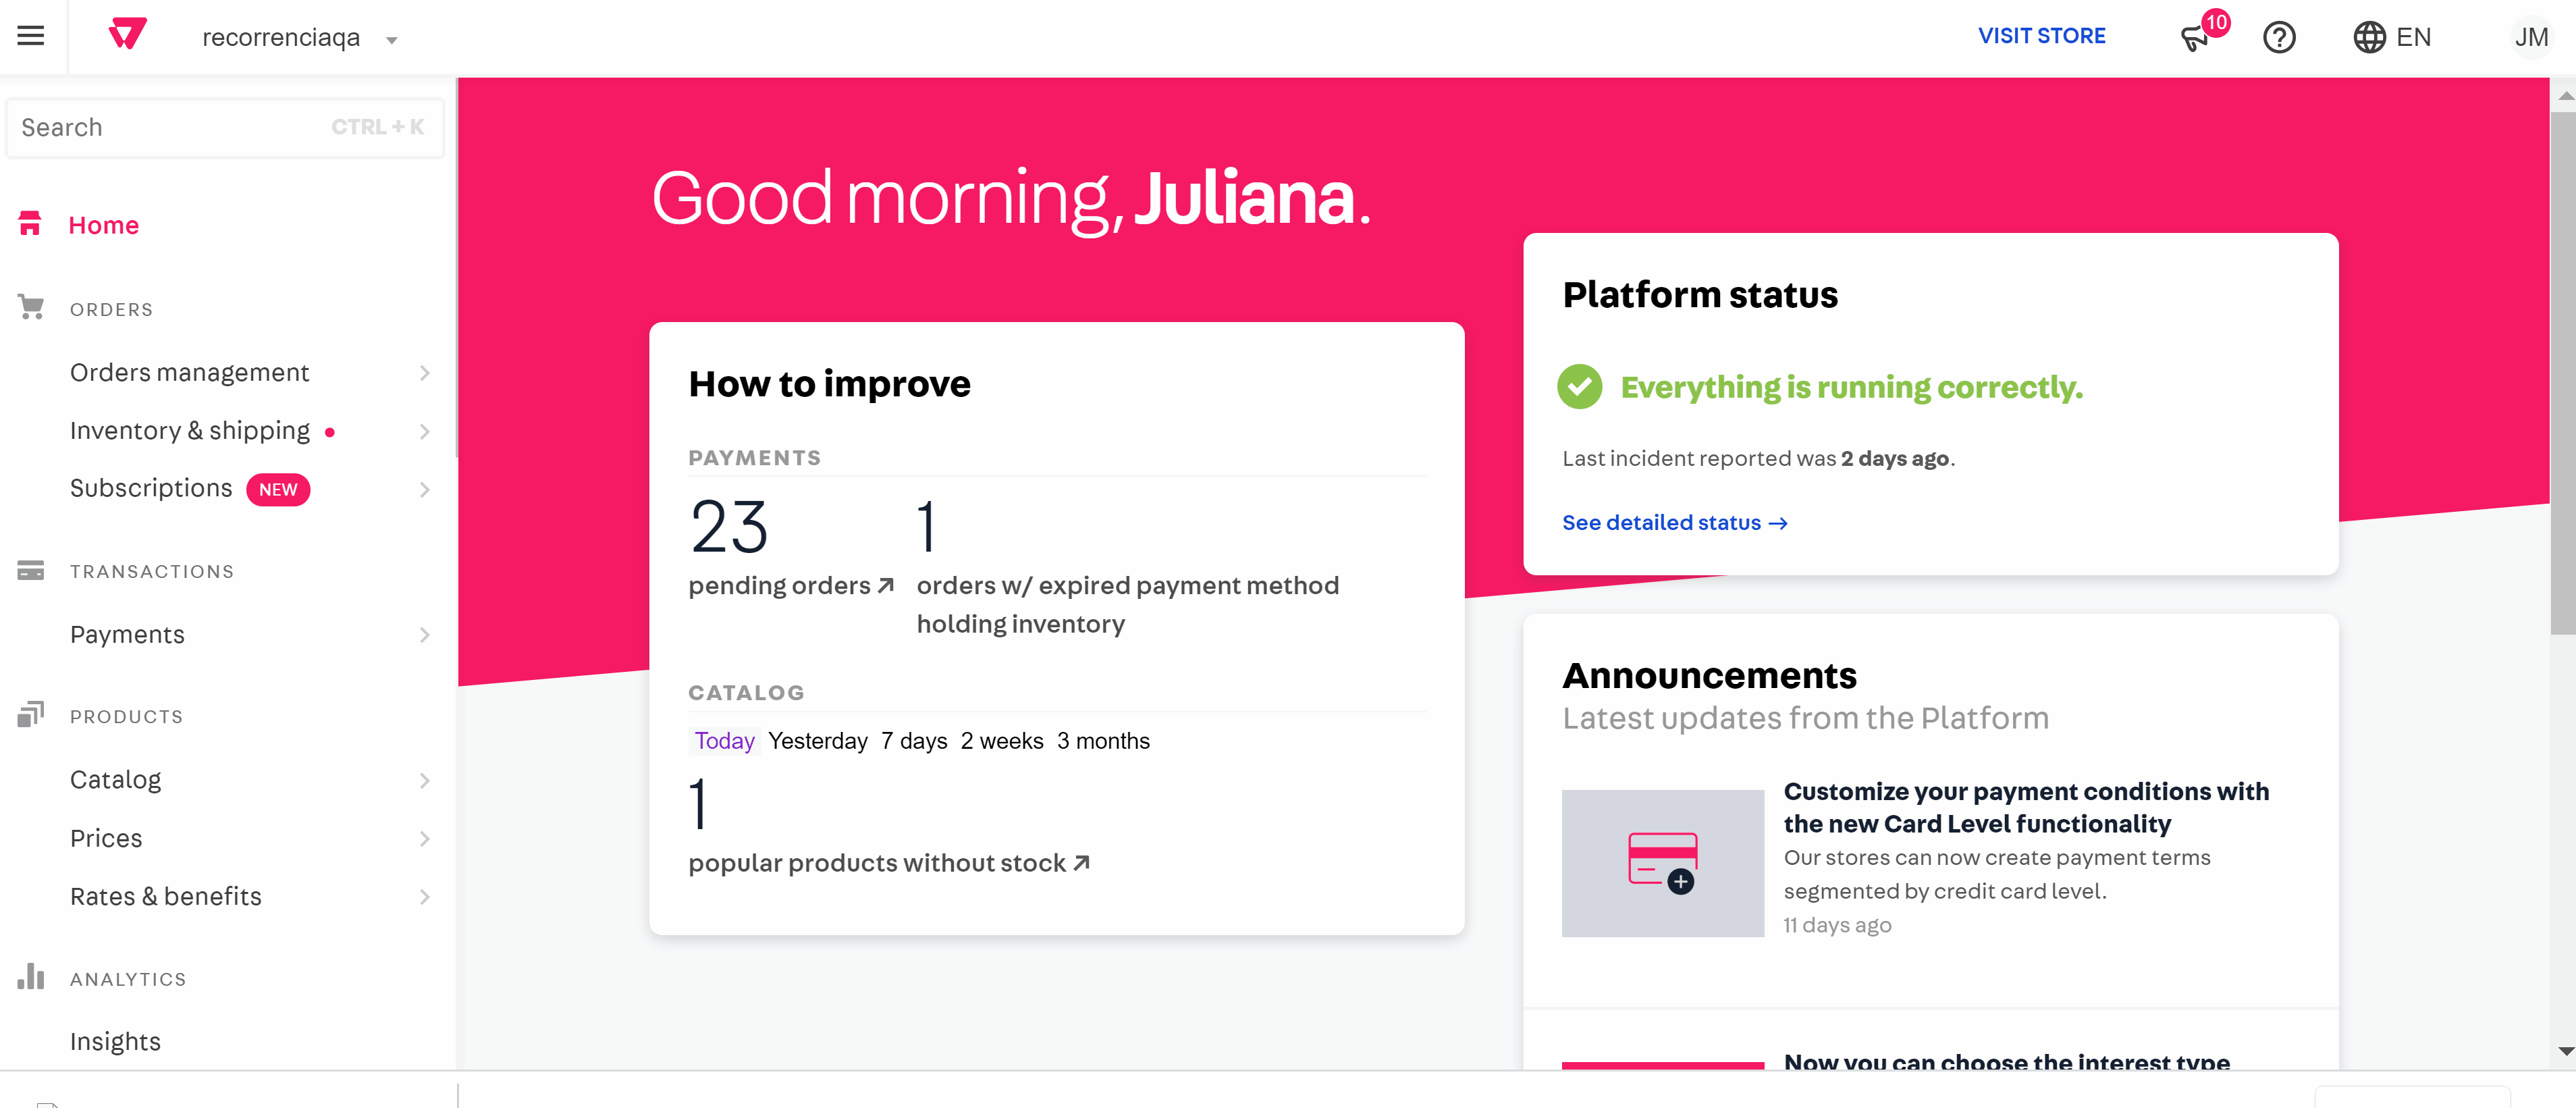 recorrenciaqa
VISIT STORE
10
EN
JM
Search
CTRL + K
Home
ORDERS
Orders management
Inventory & shipping
Subscriptions NEW
TRANSACTIONS
Payments
PRODUCTS
Catalog
Prices
Rates & benefits
ANALYTICS
Insights
Good morning, Juliana.
How to improve
PAYMENTS
23
pending orders
1
orders w/ expired payment method
holding inventory
CATALOG
Today Yesterday 7 days 2 weeks 3 months
1
popular products without stock
Platform status
Everything is running correctly.
Last incident reported was 2 days ago.
See detailed status →
Announcements
Latest updates from the Platform
Customize your payment conditions with
the new Card Level functionality
Our stores can now create payment terms
segmented by credit card level.
11 days ago
Now you can choose the interest type